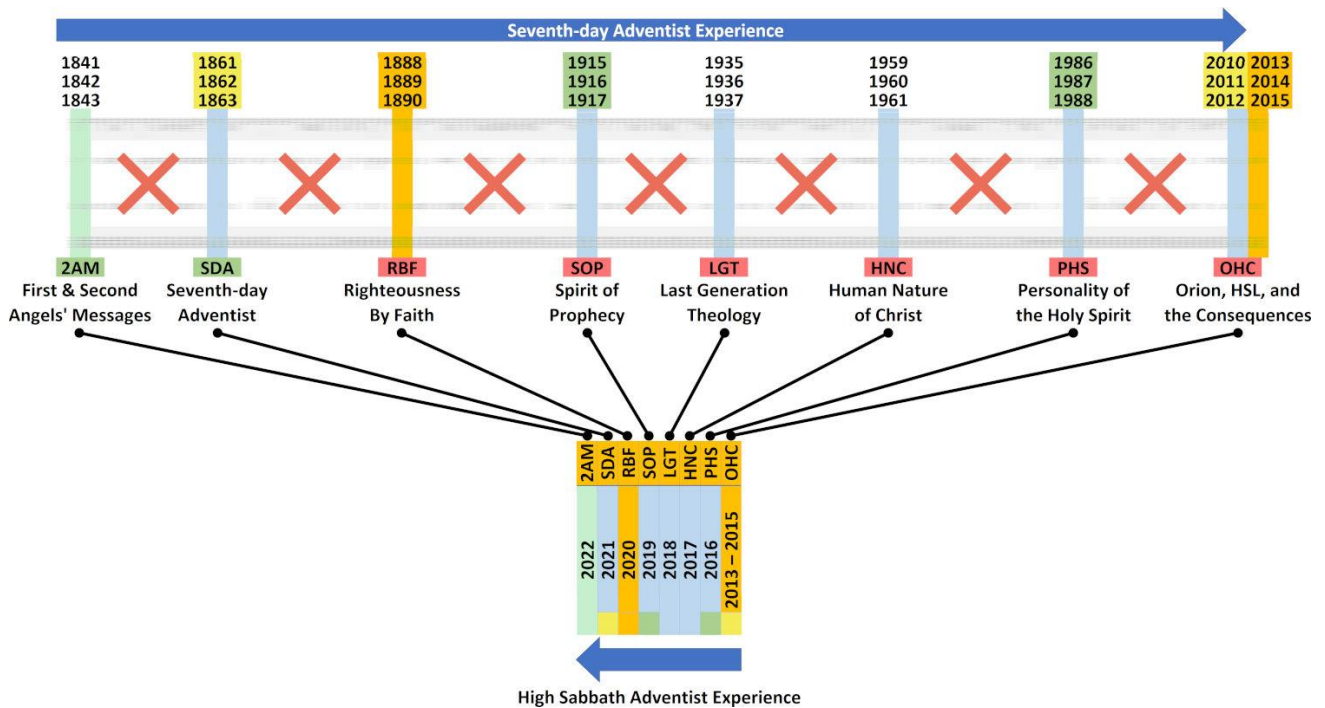 Seventh-day Adventist Experience
1841 1861 1888 1915 1935 1959 1986 2010 2013
1842 1862 1889 1916 1936 1960 1987 2011 2014
1843 1863 1890 1917 1937 1961 1988 2012 2015
2AM SDA RBF SOP LGT HNC PHS OHC
First & Second Seventh-day Righteousness Spirit of Last Generation Human Nature Personality of Orion, HSL, and
Angels' Messages Adventist By Faith Prophecy Theology of Christ the Holy Spirit the Consequences
2AM SDA RBF SOP LGT HNC PHS OHC
2022 2021 2020 2019 2018 2017 2016 2013 – 2015
High Sabbath Adventist Experience